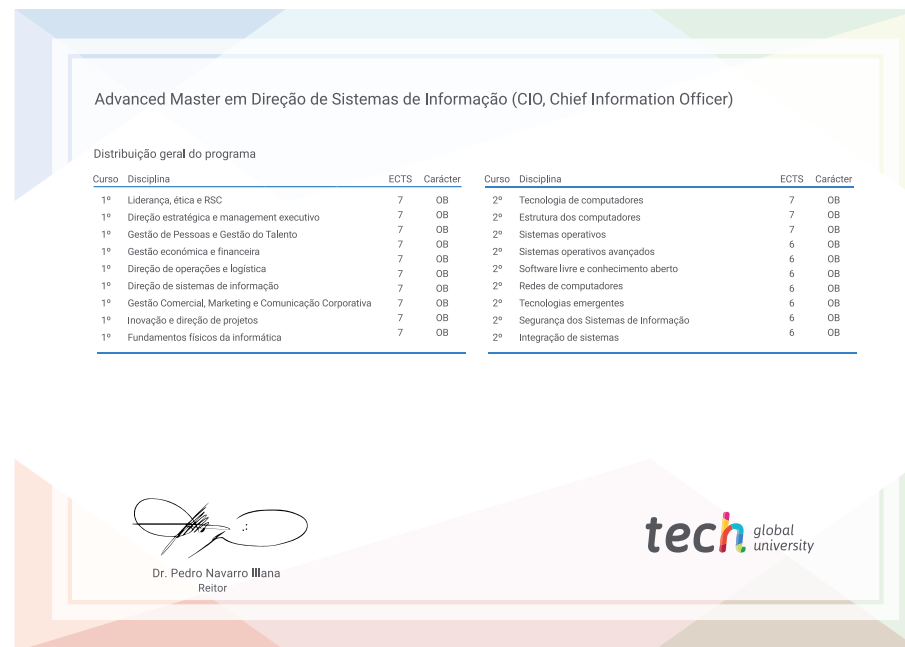 Advanced Master em Direção de Sistemas de Informação (CIO, Chief Information Officer)
Distribuição geral do programa
Curso Disciplina ECTS Carácter
1º Liderança, ética e RSC 7 OB
1º Direção estratégica e management executivo 7 OB
1º Gestão de Pessoas e Gestão do Talento 7 OB
1º Gestão económica e financeira 7 OB
1º Direção de operações e logística 7 OB
1º Direção de sistemas de informação 7 OB
1º Gestão Comercial, Marketing e Comunicação Corporativa 7 OB
1º Inovação e direção de projetos 7 OB
1º Fundamentos físicos da informática 7 OB
7 OB
Curso Disciplina ECTS Carácter
2º Tecnologia de computadores 7 OB
2º Estrutura dos computadores 7 OB
2º Sistemas operativos 7 OB
2º Sistemas operativos avançados 6 OB
2º Software livre e conhecimento aberto 6 OB
2º Redes de computadores 6 OB
2º Tecnologias emergentes 6 OB
2º Segurança dos Sistemas de Informação 6 OB
2º Integração de sistemas 6 OB
6 OB
Dr. Pedro Navarro Illana
Reitor
tech global university